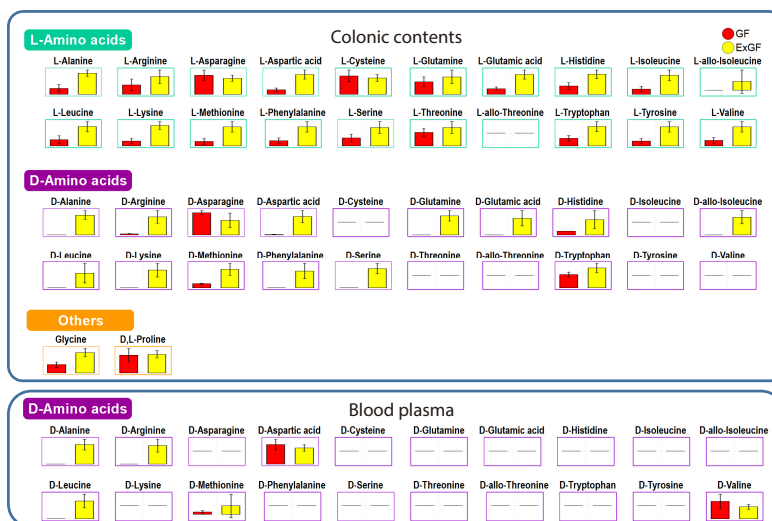 L-Amino acids
Colonic contents
GF
ExGF
L-Alanine L-Arginine L-Asparagine L-Aspartic acid L-Cysteine L-Glutamine L-Glutamic acid L-Histidine L-Isoleucine L-allo-Isoleucine
L-Leucine L-Lysine L-Methionine L-Phenylalanine L-Serine L-Threonine L-allo-Threonine L-Tryptophan L-Tyrosine L-Valine
D-Amino acids
D-Alanine D-Arginine D-Asparagine D-Aspartic acid D-Cysteine D-Glutamine D-Glutamic acid D-Histidine D-Isoleucine D-allo-Isoleucine
D-Leucine D-Lysine D-Methionine D-Phenylalanine D-Serine D-Threonine D-allo-Threonine D-Tryptophan D-Tyrosine D-Valine
Others
Glycine D,L-Proline
D-Amino acids
Blood plasma
D-Alanine D-Arginine D-Asparagine D-Aspartic acid D-Cysteine D-Glutamine D-Glutamic acid D-Histidine D-Isoleucine D-allo-Isoleucine
D-Leucine D-Lysine D-Methionine D-Phenylalanine D-Serine D-Threonine D-allo-Threonine D-Tryptophan D-Tyrosine D-Valine